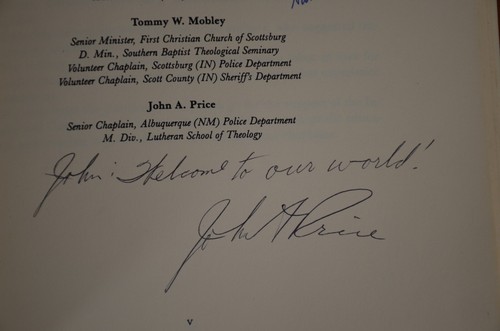 Tommy W. Mobley
Senior Minister, First Christian Church of Scottsburg
D. Min., Southern Baptist Theological Seminary
Volunteer Chaplain, Scottsburg (IN) Police Department
Volunteer Chaplain, Scott County (IN) Sheriff's Department
John A. Price
Senior Chaplain, Albuquerque (NM) Police Department
M. Div., Lutheran School of Theology
John: Welcome to our world!
John A Price
v